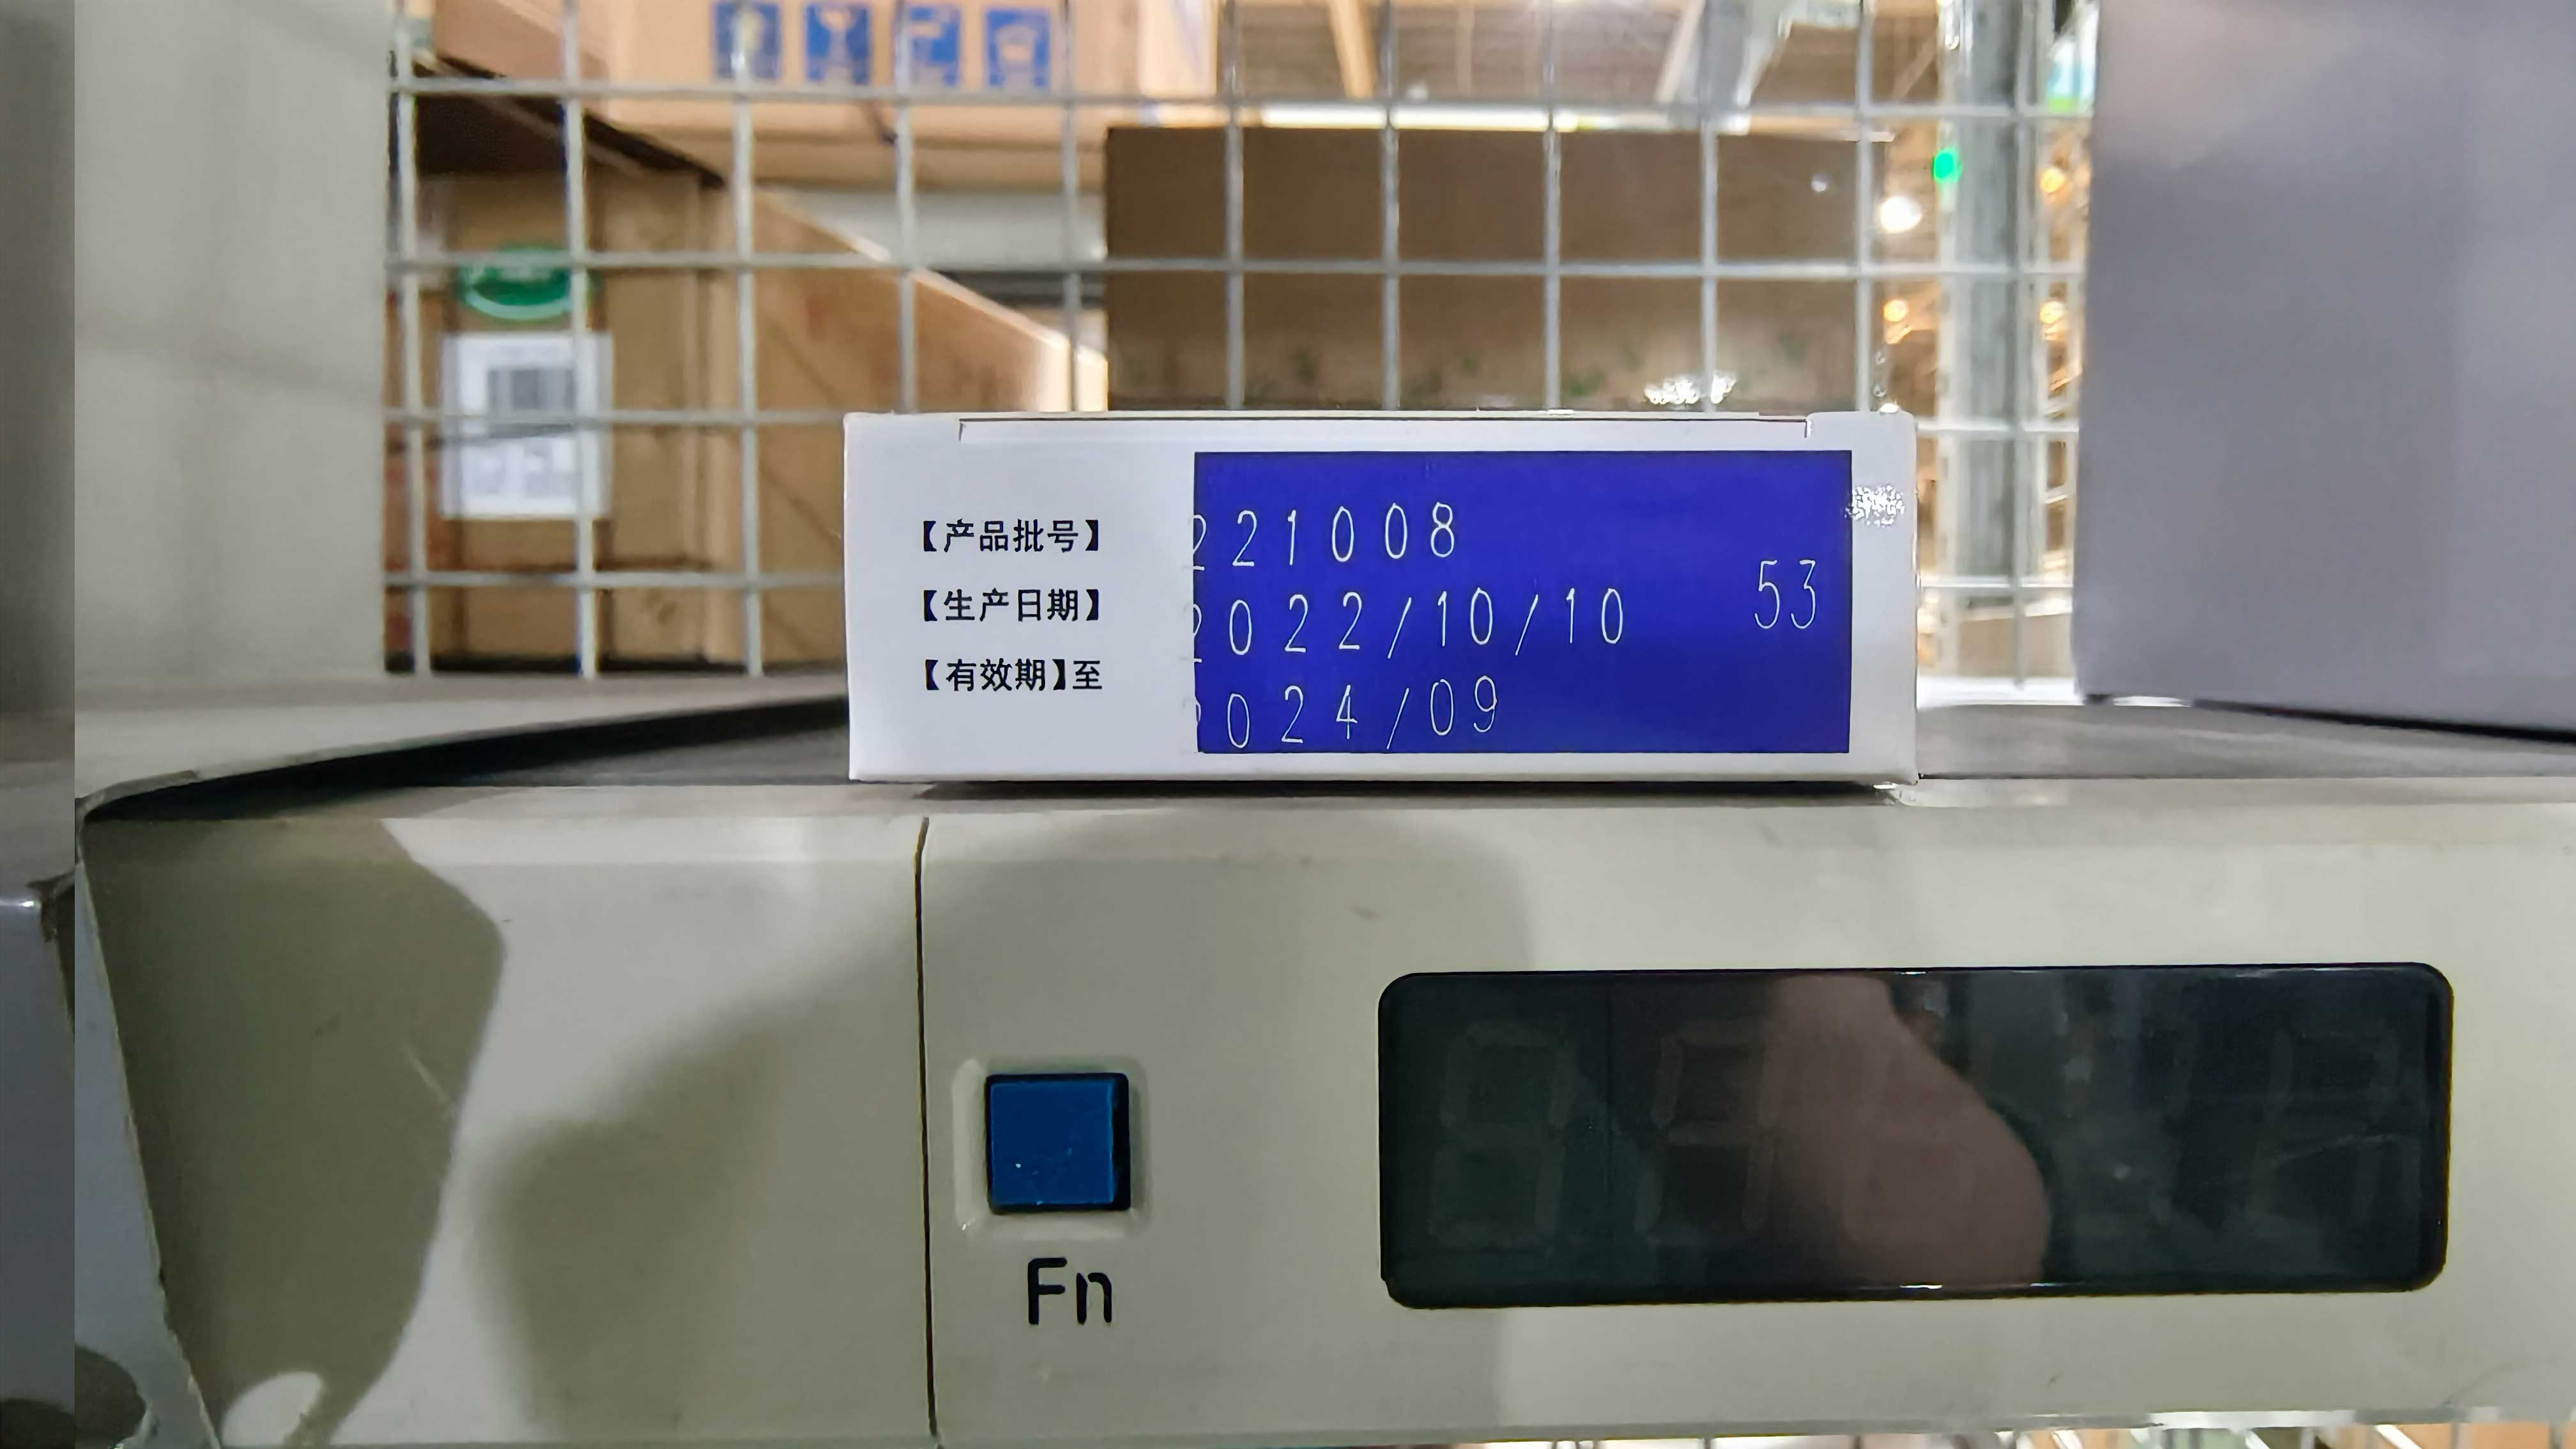 【产品批号】 221008
【生产日期】 2022/10/10 53
【有效期】至 2024/09
Fn